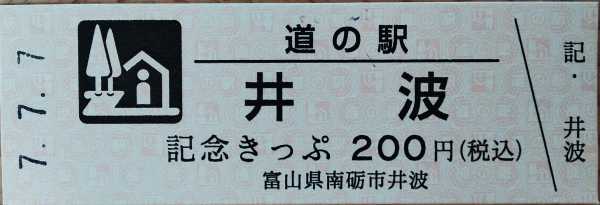 7.7.7
道の駅
井波
記念きっぷ 200円(税込)
富山県南砺市井波
記・井波